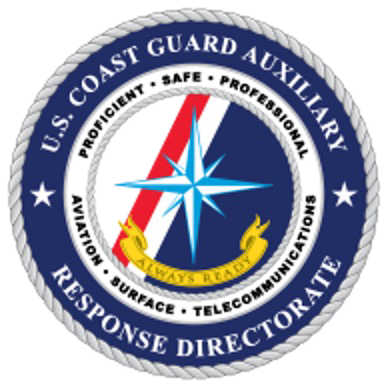 U.S. COAST GUARD AUXILIARY
PROFICIENT • SAFE • PROFESSIONAL
ALWAYS READY
AVIATION • SURFACE • TELECOMMUNICATIONS
RESPONSE DIRECTORATE